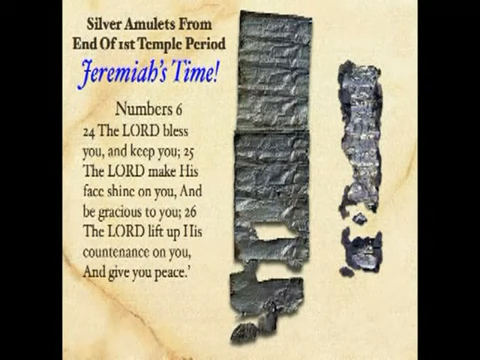 Silver Amulets From
End Of 1st Temple Period
Jeremiah's Time!
Numbers 6
24 The LORD bless
you, and keep you; 25
The LORD make His
face shine on you, And
be gracious to you; 26
The LORD lift up His
countenance on you,
And give you peace.'